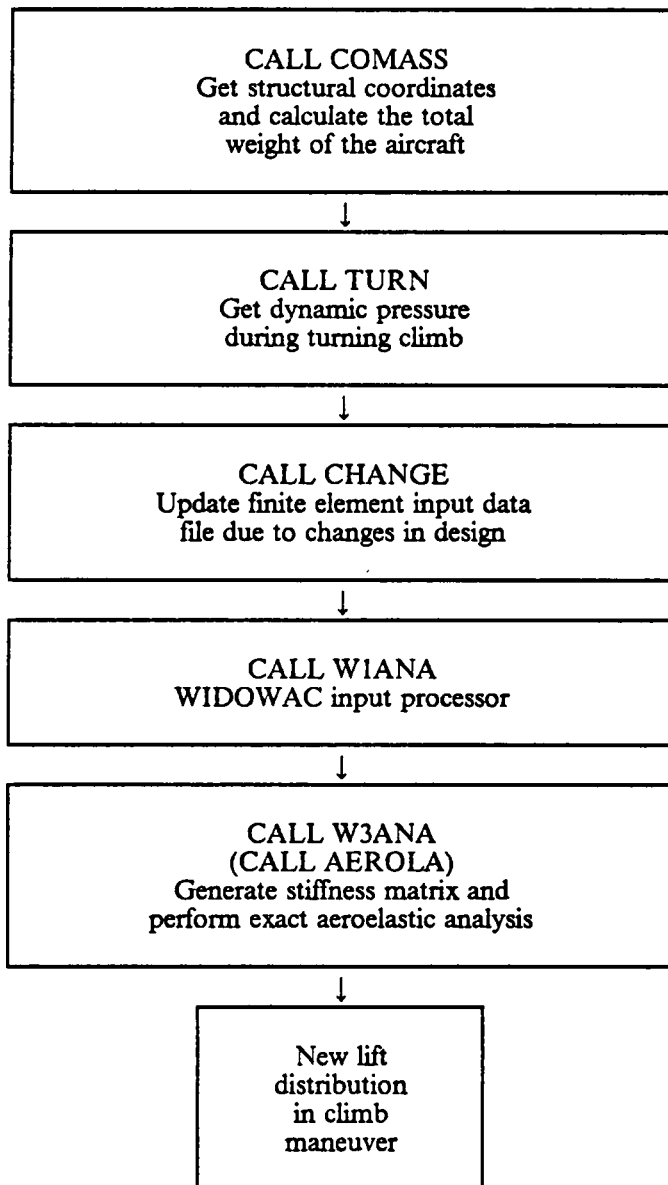 CALL COMASS
Get structural coordinates
and calculate the total
weight of the aircraft
↓
CALL TURN
Get dynamic pressure
during turning climb
↓
CALL CHANGE
Update finite element input data
file due to changes in design
↓
CALL W1ANA
WIDOWAC input processor
↓
CALL W3ANA
(CALL AEROLA)
Generate stiffness matrix and
perform exact aeroelastic analysis
↓
New lift
distribution
in climb
maneuver